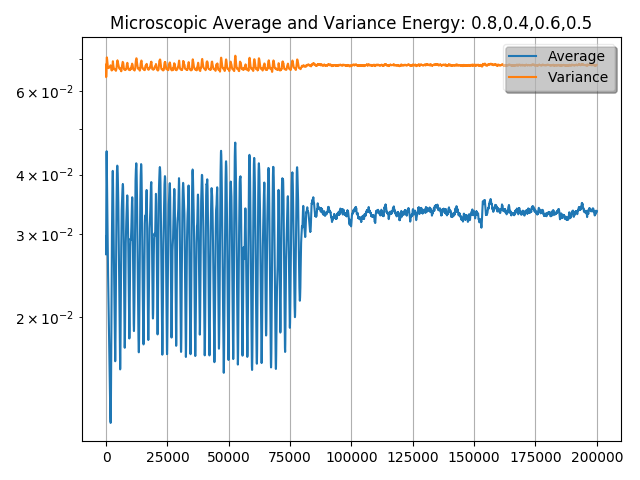 Microscopic Average and Variance Energy: 0.8,0.4,0.6,0.5
Average
Variance
6 × 10⁻²
4 × 10⁻²
3 × 10⁻²
2 × 10⁻²
0 25000 50000 75000 100000 125000 150000 175000 200000